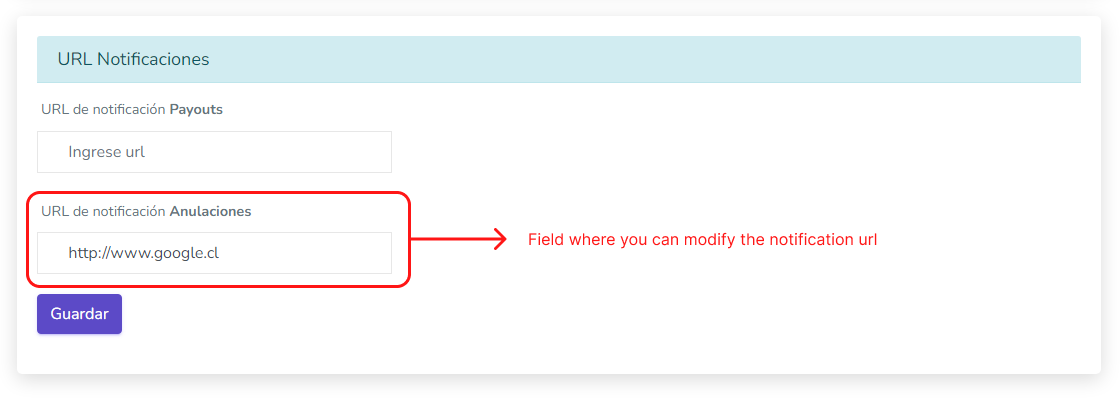 URL Notificaciones
URL de notificación Payouts
Ingrese url
URL de notificación Anulaciones
http://www.google.cl
Field where you can modify the notification url
Guardar